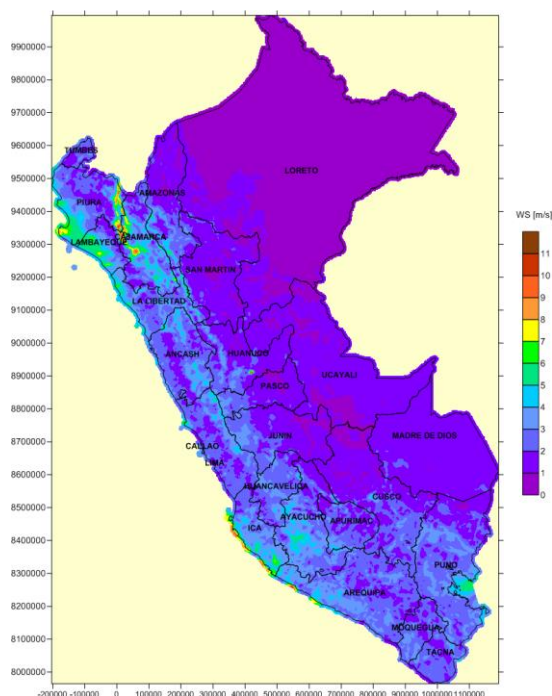 9900000
9800000
9700000
9600000
9500000
9400000
9300000
9200000
9100000
9000000
8900000
8800000
8700000
8600000
8500000
8400000
8300000
8200000
8100000
8000000
-200000 -100000 0 100000 200000 300000 400000 500000 600000 700000 800000 900000
TUMBES
LORETO
PIURA
AMAZONAS
LAMBAYEQUE
CAJAMARCA
SAN MARTIN
LA LIBERTAD
ANCASH
HUANUCO
UCAYALI
PASCO
JUNIN
MADRE DE DIOS
CALLAO
LIMA
HUANCAVELICA
CUSCO
AYACUCHO
APURIMAC
ICA
PUNO
AREQUIPA
MOQUEGUA
TACNA
WS [m/s]
11
10
9
8
7
6
5
4
3
2
1
0